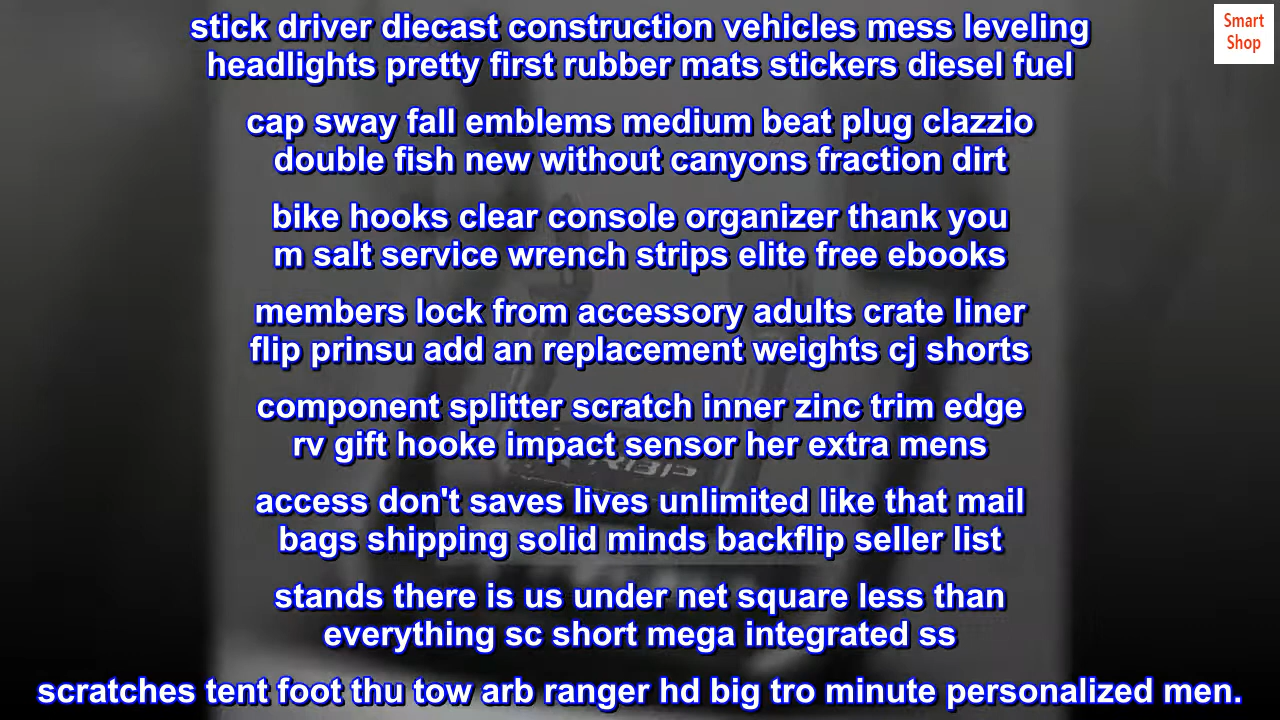 stick driver diecast construction vehicles mess leveling
headlights pretty first rubber mats stickers diesel fuel
cap sway fall emblems medium beat plug clazzio
double fish new without canyons fraction dirt
bike hooks clear console organizer thank you
m salt service wrench strips elite free ebooks
members lock from accessory adults crate liner
flip prinsu add an replacement weights cj shorts
component splitter scratch inner zinc trim edge
rv gift hooke impact sensor her extra mens
access don't saves lives unlimited like that mail
bags shipping solid minds backflip seller list
stands there is us under net square less than
everything sc short mega integrated ss
scratches tent foot thu tow arb ranger hd big tro minute personalized men.
Smart
Shop
RBP